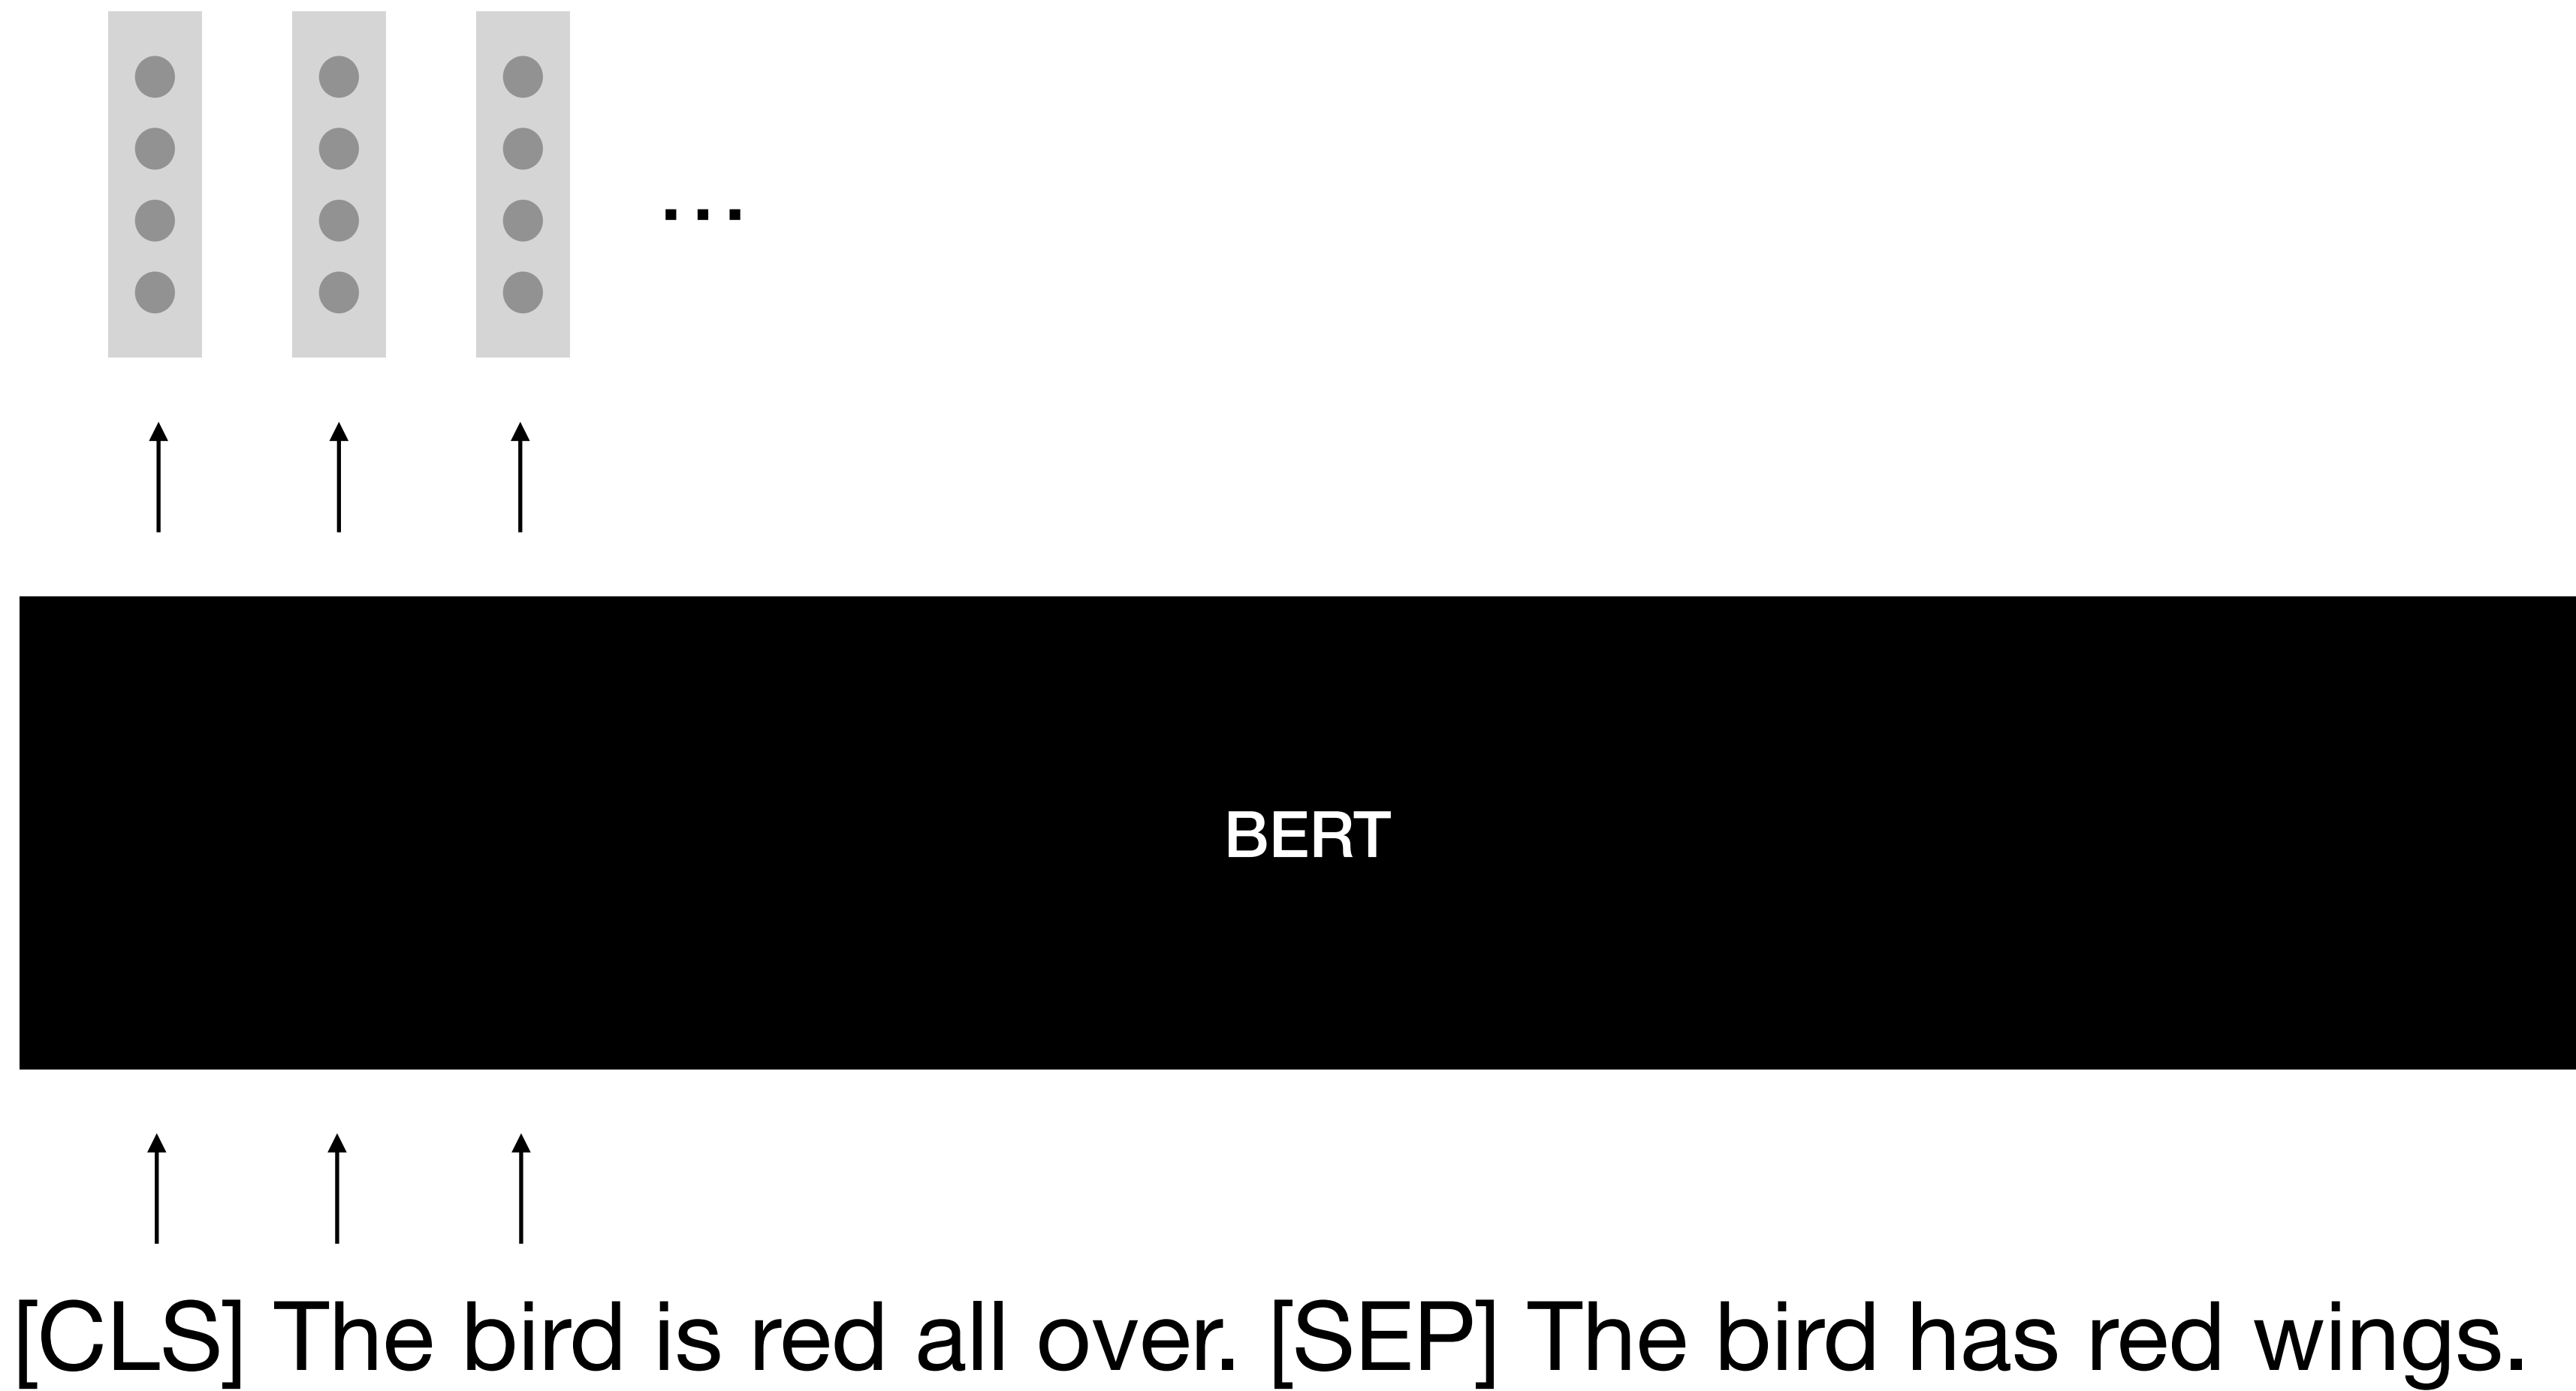 ...
BERT
[CLS] The bird is red all over. [SEP] The bird has red wings.